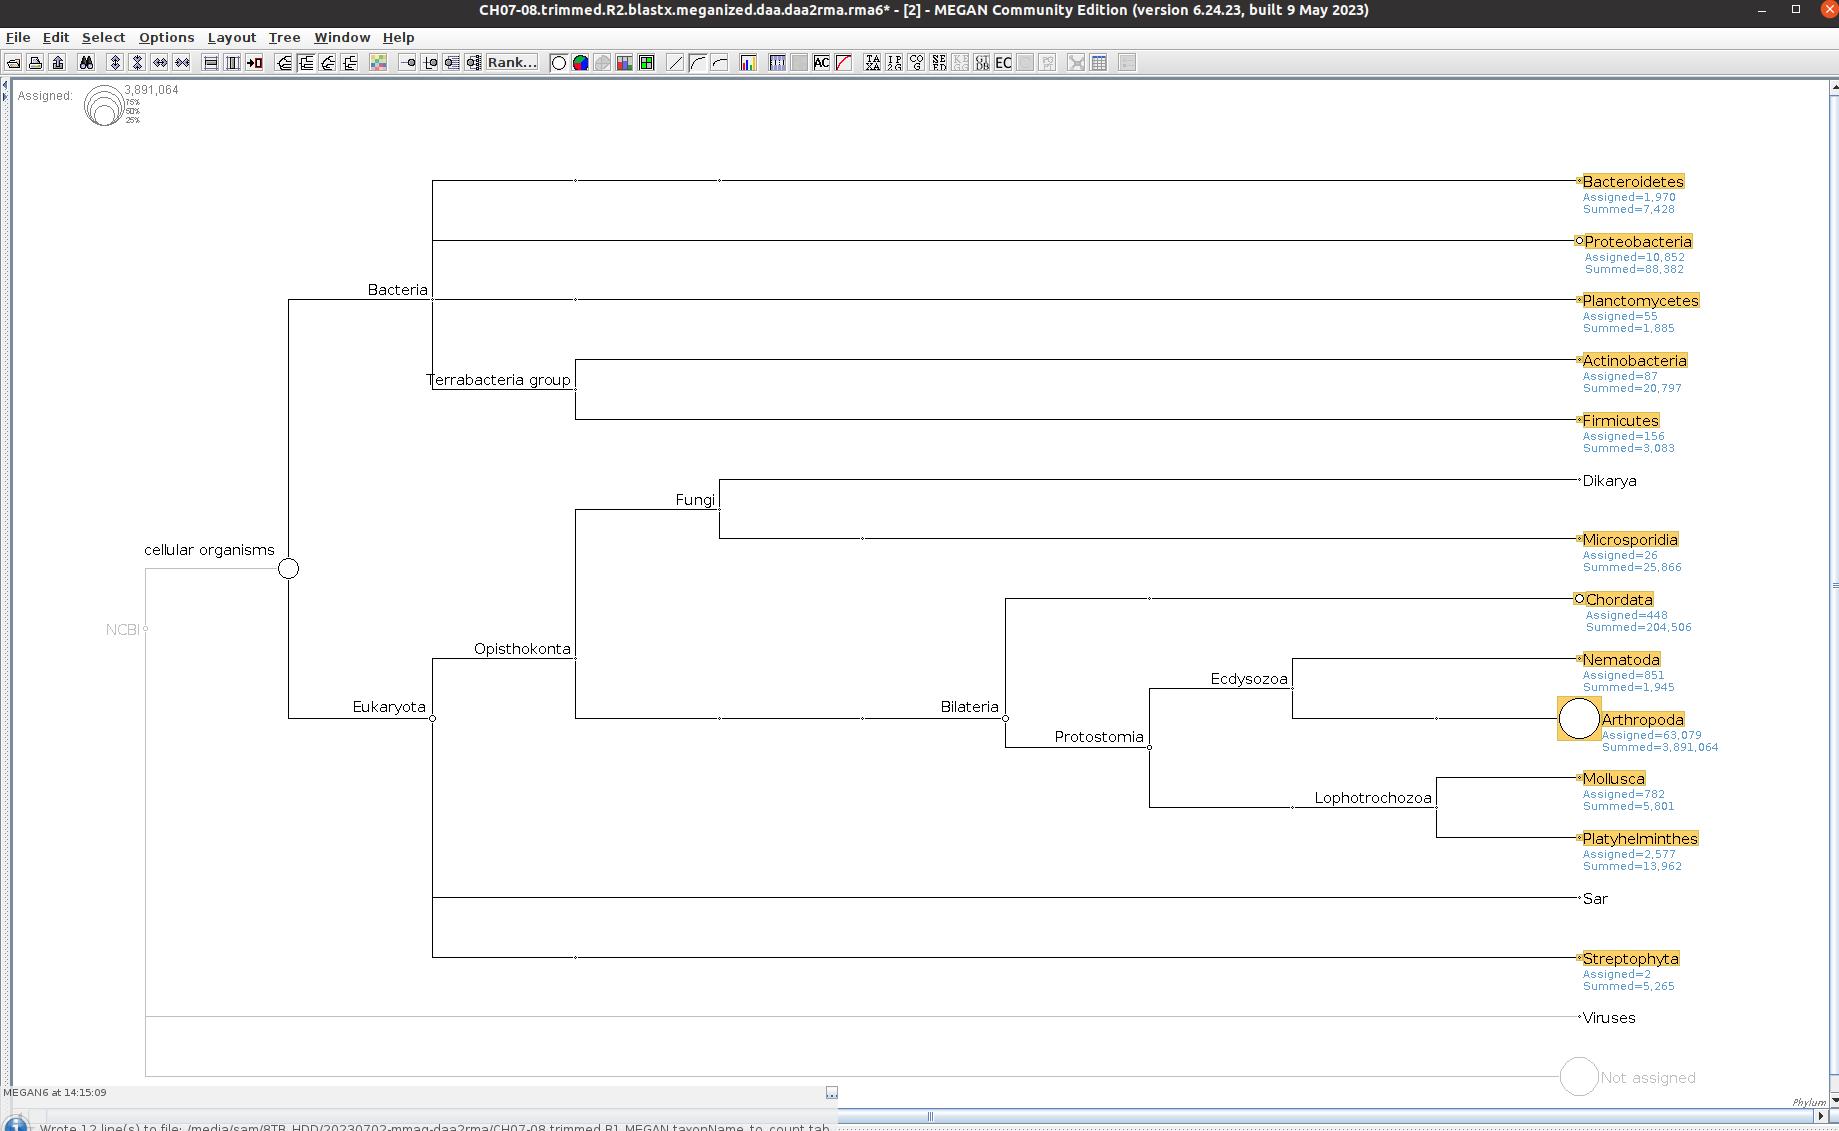 CH07-08.trimmed.R2.blastx.meganized.daa.daa2rma.rma6* - [2] - MEGAN Community Edition (version 6.24.23, built 9 May 2023)
File Edit Select Options Layout Tree Window Help
Rank... AC EC
Assigned: 3,891,064
75%
50%
25%
Bacteroidetes
Assigned=1,970
Summed=7,428
Proteobacteria
Assigned=10,852
Summed=88,382
Bacteria
Planctomycetes
Assigned=55
Summed=1,885
Actinobacteria
Assigned=87
Summed=20,797
Terrabacteria group
Firmicutes
Assigned=156
Summed=3,083
Dikarya
Fungi
Microsporidia
Assigned=26
Summed=25,866
cellular organisms
Chordata
Assigned=448
Summed=204,506
NCBI
Opisthokonta
Nematoda
Assigned=851
Summed=1,945
Ecdysozoa
Eukaryota
Bilateria
Arthropoda
Assigned=63,079
Summed=3,891,064
Protostomia
Mollusca
Assigned=782
Summed=5,801
Lophotrochozoa
Platyhelminthes
Assigned=2,577
Summed=13,962
Sar
Streptophyta
Assigned=2
Summed=5,265
Viruses
Not assigned
MEGAN6 at 14:15:09
...
Phylum
Wrote 12 line(s) to file: /media/sam/8TB_HDD/20230702-mmag-daa2rma/CH07-08.trimmed.R1_MEGAN.taxonName_to_count.tab